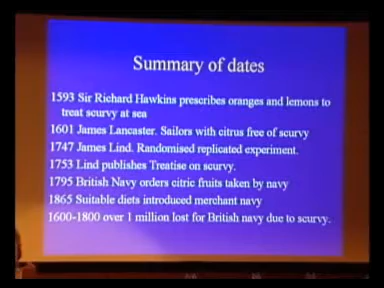 Summary of dates
1593 Sir Richard Hawkins prescribes oranges and lemons to
treat scurvy at sea
1601 James Lancaster. Sailors with citrus free of scurvy
1747 James Lind. Randomised replicated experiment.
1753 Lind publishes Treatise on scurvy.
1795 British Navy orders citric fruits taken by navy
1865 Suitable diets introduced merchant navy
1600-1800 over 1 million lost for British navy due to scurvy.